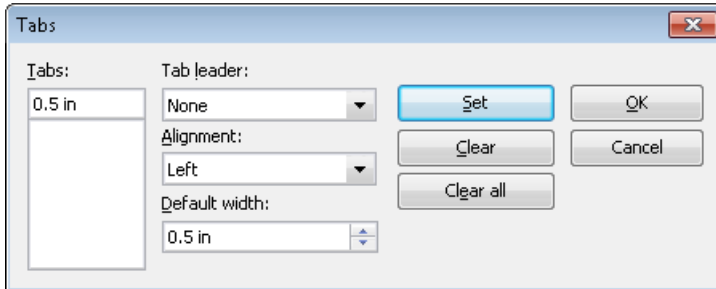 Tabs
Tabs:
0.5 in
Tab leader:
None
Alignment:
Left
Default width:
0.5 in
Set
Clear
Clear all
OK
Cancel